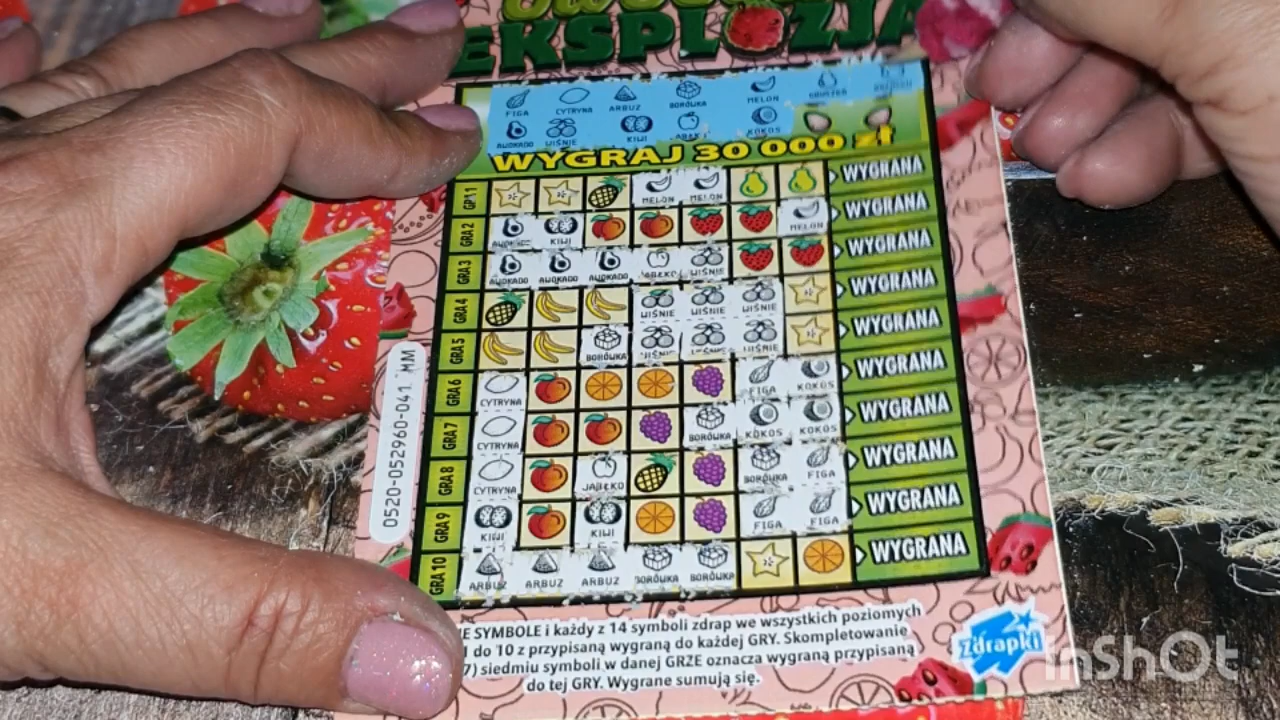 EKSPLOZJA
FIGA CYTRYNA ARBUZ BORÓWKA MELON
AWOKADO WIŚNIE KIWI JABŁKO KOKOS
WYGRAJ 30 000 zł
GRA 1 MELON MELON WYGRANA
GRA 2 AWOKADO KIWI MELON WYGRANA
GRA 3 AWOKADO AWOKADO AWOKADO JABŁKO WIŚNIE WYGRANA
GRA 4 WIŚNIE WIŚNIE WIŚNIE WYGRANA
GRA 5 BORÓWKA WIŚNIE WIŚNIE WIŚNIE WYGRANA
GRA 6 CYTRYNA FIGA KOKOS WYGRANA
GRA 7 CYTRYNA BORÓWKA KOKOS KOKOS WYGRANA
GRA 8 CYTRYNA JABŁKO BORÓWKA FIGA WYGRANA
GRA 9 KIWI KIWI FIGA FIGA WYGRANA
GRA 10 ARBUZ ARBUZ ARBUZ BORÓWKA BORÓWKA WYGRANA
0520-052960-041 MM
SYMBOLE i każdy z 14 symboli zdrap we wszystkich poziomych
1 do 10 z przypisaną wygraną do każdej GRY. Skompletowanie
7) siedmiu symboli w danej GRZE oznacza wygraną przypisaną
do tej GRY. Wygrane sumują się.
Zdrapki
InShOt